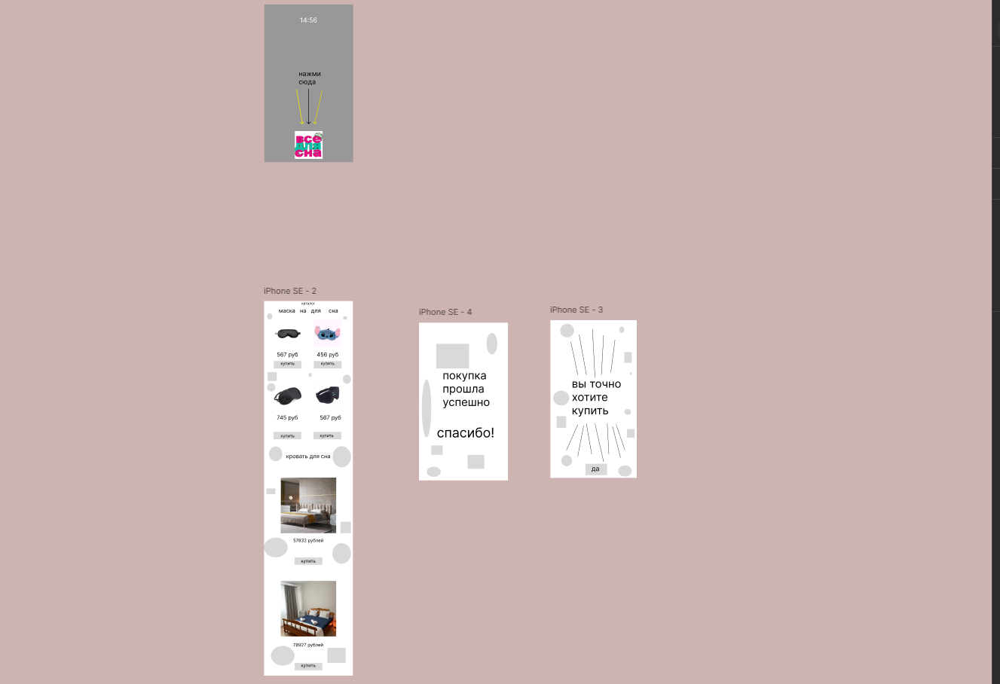 14:56
нажми
сюда
все
для
сна
iPhone SE - 2
каталог
маска на для сна
567 руб
456 руб
купить
купить
745 руб
567 руб
купить
купить
кровать для сна
57832 рублей
купить
78927 рублей
купить
iPhone SE - 4
покупка
прошла
успешно
спасибо!
iPhone SE - 3
вы точно
хотите
купить
да